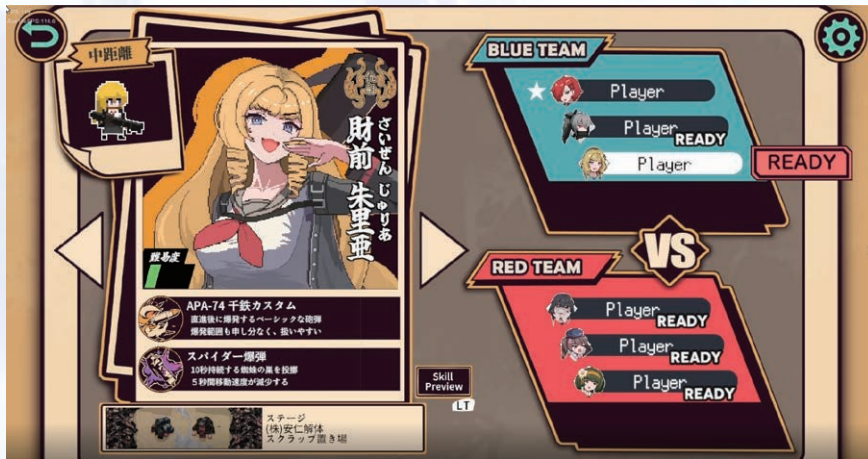 中距離
財前 朱里亜
ざいぜん じゅりあ
難易度
APA-74 千鉄カスタム
直進後に爆発するベーシックな砲弾
爆発範囲も申し分なく、扱いやすい
スパイダー爆弾
10秒持続する蜘蛛の巣を投擲
５秒間移動速度が減少する
Skill
Preview
LT
ステージ
(株)安仁解体
スクラップ置き場
BLUE TEAM
Player
Player
READY
Player
READY
VS
RED TEAM
Player
READY
Player
READY
Player
READY